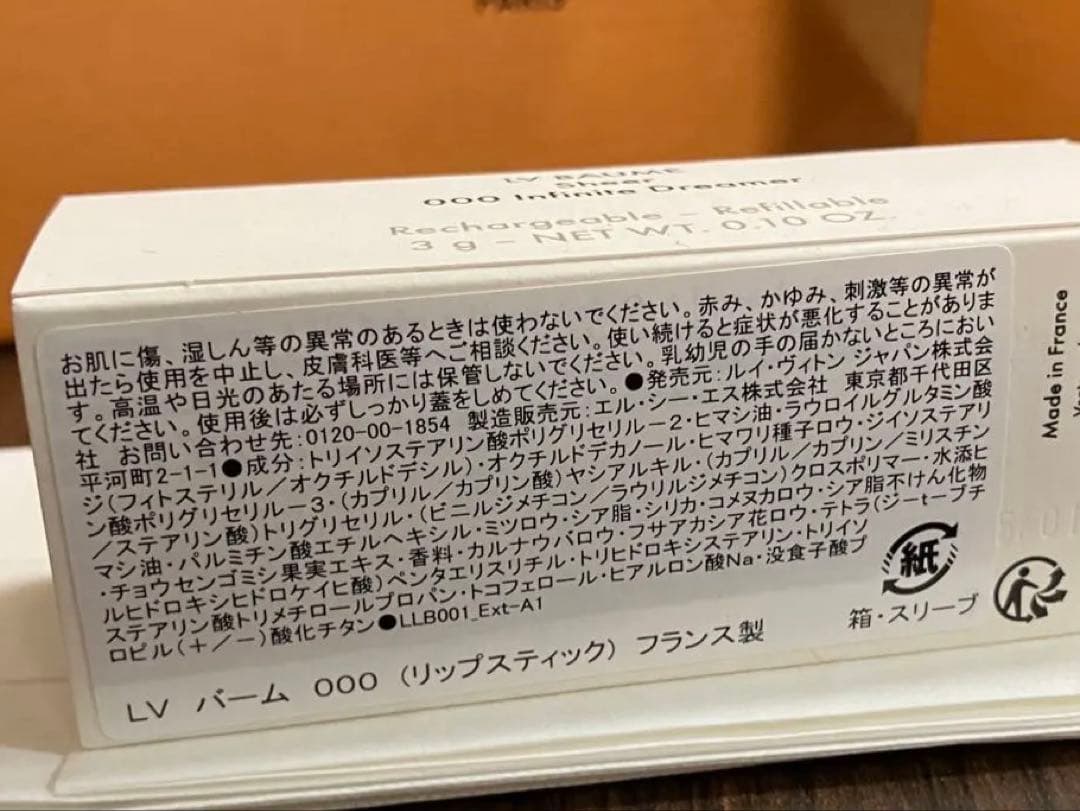 PARIS
LV BAUME
Sheer
000 Infinite Dreamer
Rechargeable – Refillable
3 g – NET WT. 0.10 OZ.
お肌に傷、湿しん等の異常のあるときは使わないでください。赤み、かゆみ、刺激等の異常が
出たら使用を中止し、皮膚科医等へご相談ください。使い続けると症状が悪化することがありま
す。高温や日光のあたる場所には保管しないでください。乳幼児の手の届かないところにおい
てください。使用後は必ずしっかり蓋をしめてください。●発売元:ルイ・ヴィトン ジャパン株式会
社 お問い合わせ先:0120-00-1854 製造販売元:エル・シー・エス株式会社 東京都千代田区
平河町2-1-1●成分:トリイソステアリン酸ポリグリセリル-2・ヒマシ油・ラウロイルグルタミン酸
ジ(フィトステリル/オクチルドデシル)・オクチルドデカノール・ヒマワリ種子ロウ・ジイソステアリ
ン酸ポリグリセリル-3・(カプリル/カプリン酸)ヤシアルキル・(カプリル/カプリン/ミリスチン
/ステアリン酸)トリグリセリル・(ビニルジメチコン/ラウリルジメチコン)クロスポリマー・水添ヒ
マシ油・パルミチン酸エチルヘキシル・ミツロウ・シア脂・シリカ・コメヌカロウ・シア脂不けん化物
・チョウセンゴミシ果実エキス・香料・カルナウバロウ・フサアカシア花ロウ・テトラ(ジーtーブチ
ルヒドロキシヒドロケイヒ酸)ペンタエリスリチル・トリヒドロキシステアリン・トリイソ
ステアリン酸トリメチロールプロパン・トコフェロール・ヒアルロン酸Na・没食子酸プ
ロピル(+/-)酸化チタン●LLB001_Ext-A1
LV バーム 000 (リップスティック) フランス製
紙
箱・スリーブ
Made in France